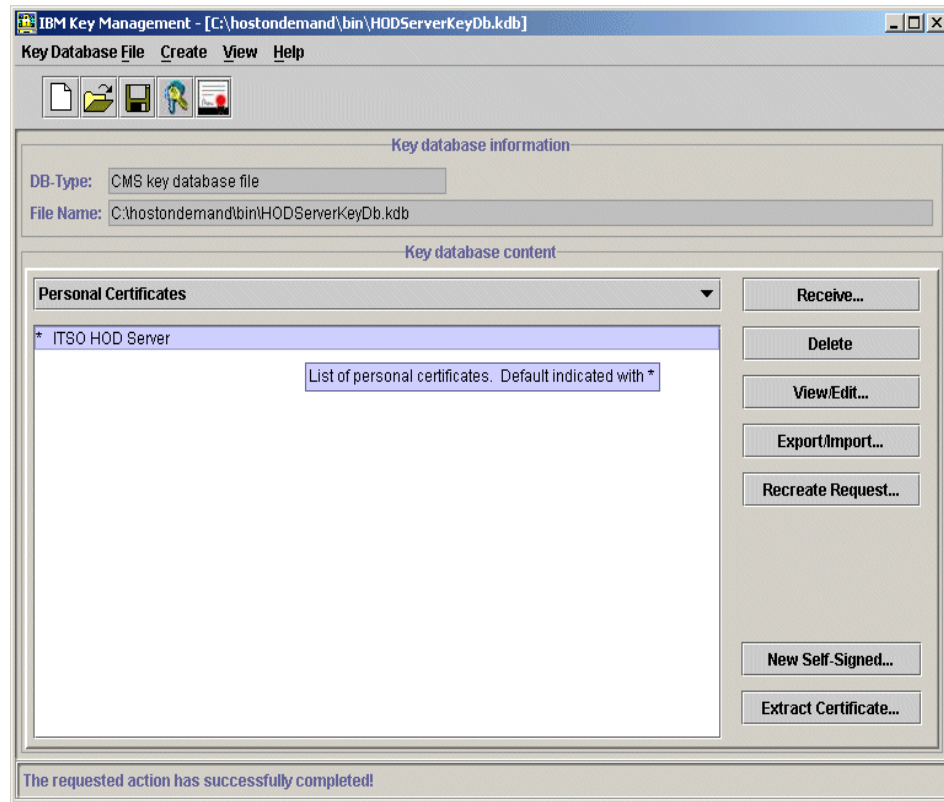 IBM Key Management - [C:\hostondemand\bin\HODServerKeyDb.kdb]
Key Database File Create View Help
Key database information
DB-Type: CMS key database file
File Name: C:\hostondemand\bin\HODServerKeyDb.kdb
Key database content
Personal Certificates
Receive...
* ITSO HOD Server
Delete
List of personal certificates. Default indicated with *
View/Edit...
Export/Import...
Recreate Request...
New Self-Signed...
Extract Certificate...
The requested action has successfully completed!